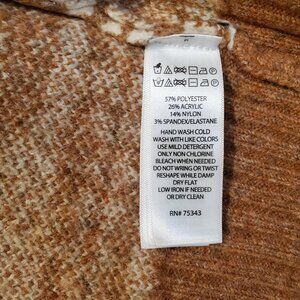 57% POLYESTER
26% ACRYLIC
14% NYLON
3% SPANDEX/ELASTANE
HAND WASH COLD
WASH WITH LIKE COLORS
USE MILD DETERGENT
ONLY NON CHLORINE
BLEACH WHEN NEEDED
DO NOT WRING OR TWIST
RESHAPE WHILE DAMP
DRY FLAT
LOW IRON IF NEEDED
OR DRY CLEAN
RN# 75343